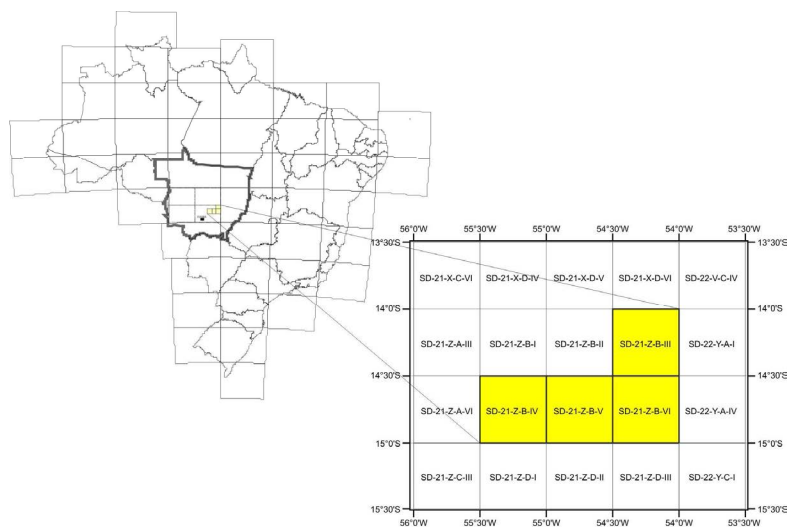 56°0'W 55°30'W 55°0'W 54°30'W 54°0'W 53°30'W
13°30'S 13°30'S
SD-21-X-C-VI SD-21-X-D-IV SD-21-X-D-V SD-21-X-D-VI SD-22-V-C-IV
14°0'S 14°0'S
SD-21-Z-A-III SD-21-Z-B-I SD-21-Z-B-II SD-21-Z-B-III SD-22-Y-A-I
14°30'S 14°30'S
SD-21-Z-A-VI SD-21-Z-B-IV SD-21-Z-B-V SD-21-Z-B-VI SD-22-Y-A-IV
15°0'S 15°0'S
SD-21-Z-C-III SD-21-Z-D-I SD-21-Z-D-II SD-21-Z-D-III SD-22-Y-C-I
15°30'S 15°30'S
56°0'W 55°30'W 55°0'W 54°30'W 54°0'W 53°30'W